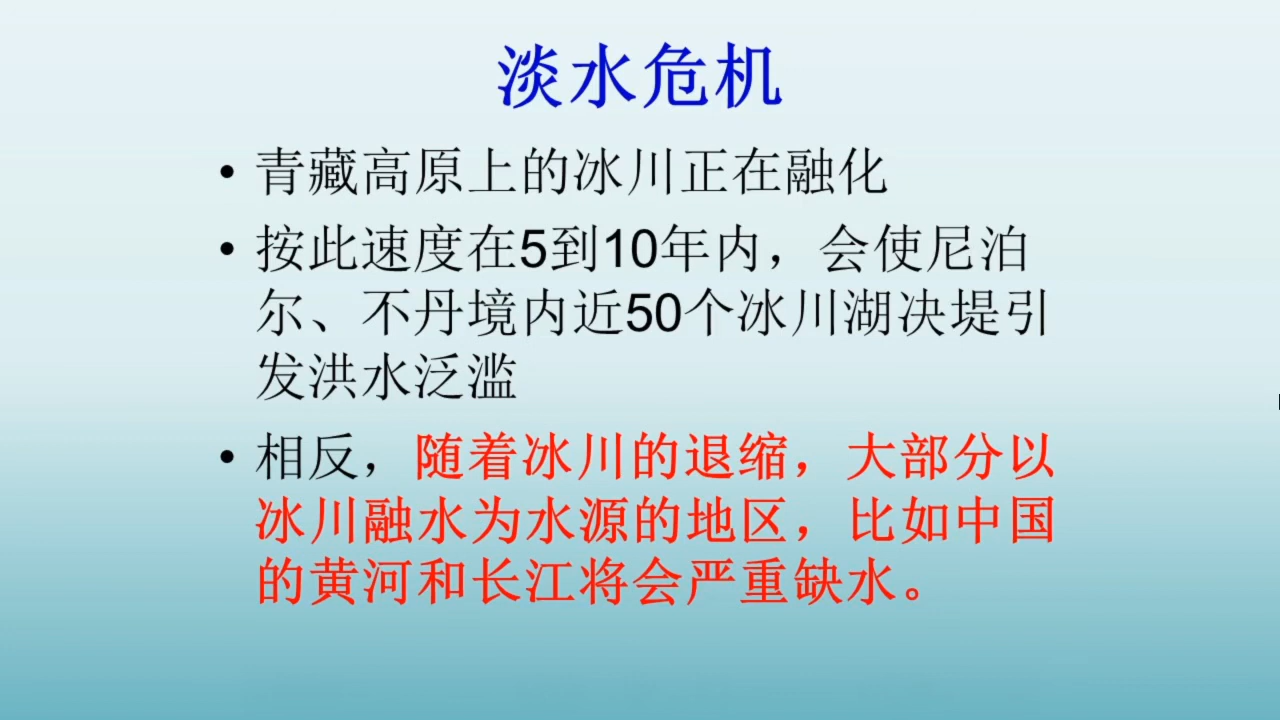 淡水危机
• 青藏高原上的冰川正在融化
• 按此速度在5到10年内，会使尼泊
尔、不丹境内近50个冰川湖决堤引
发洪水泛滥
• 相反，随着冰川的退缩，大部分以
冰川融水为水源的地区，比如中国
的黄河和长江将会严重缺水。